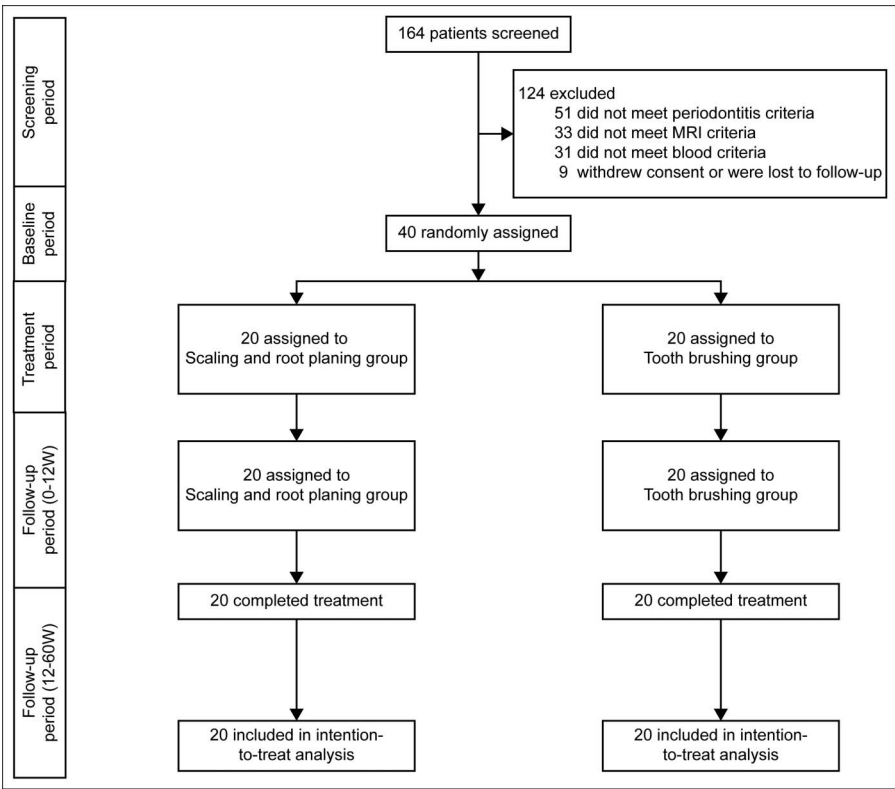 Screening
period
164 patients screened
124 excluded
51 did not meet periodontitis criteria
33 did not meet MRI criteria
31 did not meet blood criteria
9 withdrew consent or were lost to follow-up
Baseline
period
40 randomly assigned
Treatment
period
20 assigned to
Scaling and root planing group
20 assigned to
Tooth brushing group
Follow-up
period (0-12W)
20 assigned to
Scaling and root planing group
20 assigned to
Tooth brushing group
Follow-up
period (12-60W)
20 completed treatment
20 completed treatment
20 included in intention-
to-treat analysis
20 included in intention-
to-treat analysis